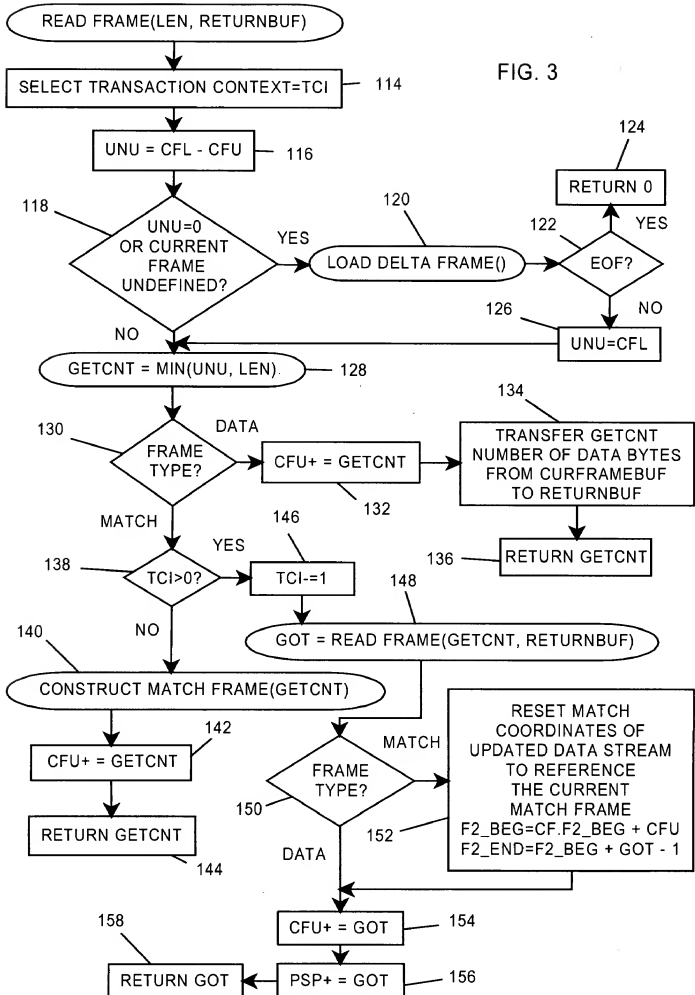 READ FRAME(LEN, RETURNBUF)
FIG. 3
SELECT TRANSACTION CONTEXT=TCI
114
UNU = CFL - CFU
116
124
RETURN 0
118
UNU=0
OR CURRENT
FRAME
UNDEFINED?
YES
120
LOAD DELTA FRAME()
122
YES
EOF?
NO
126
NO
UNU=CFL
GETCNT = MIN(UNU, LEN)
128
134
130
DATA
FRAME
TYPE?
CFU+ = GETCNT
132
TRANSFER GETCNT
NUMBER OF DATA BYTES
FROM CURFRAMEBUF
TO RETURNBUF
MATCH
146
136
RETURN GETCNT
138
TCI>0?
YES
TCI-=1
148
NO
GOT = READ FRAME(GETCNT, RETURNBUF)
140
CONSTRUCT MATCH FRAME(GETCNT)
142
CFU+ = GETCNT
RETURN GETCNT
144
150
FRAME
TYPE?
MATCH
DATA
152
RESET MATCH
COORDINATES OF
UPDATED DATA STREAM
TO REFERENCE
THE CURRENT
MATCH FRAME
F2_BEG=CF.F2_BEG + CFU
F2_END=F2_BEG + GOT - 1
CFU+ = GOT
154
158
RETURN GOT
PSP+ = GOT
156